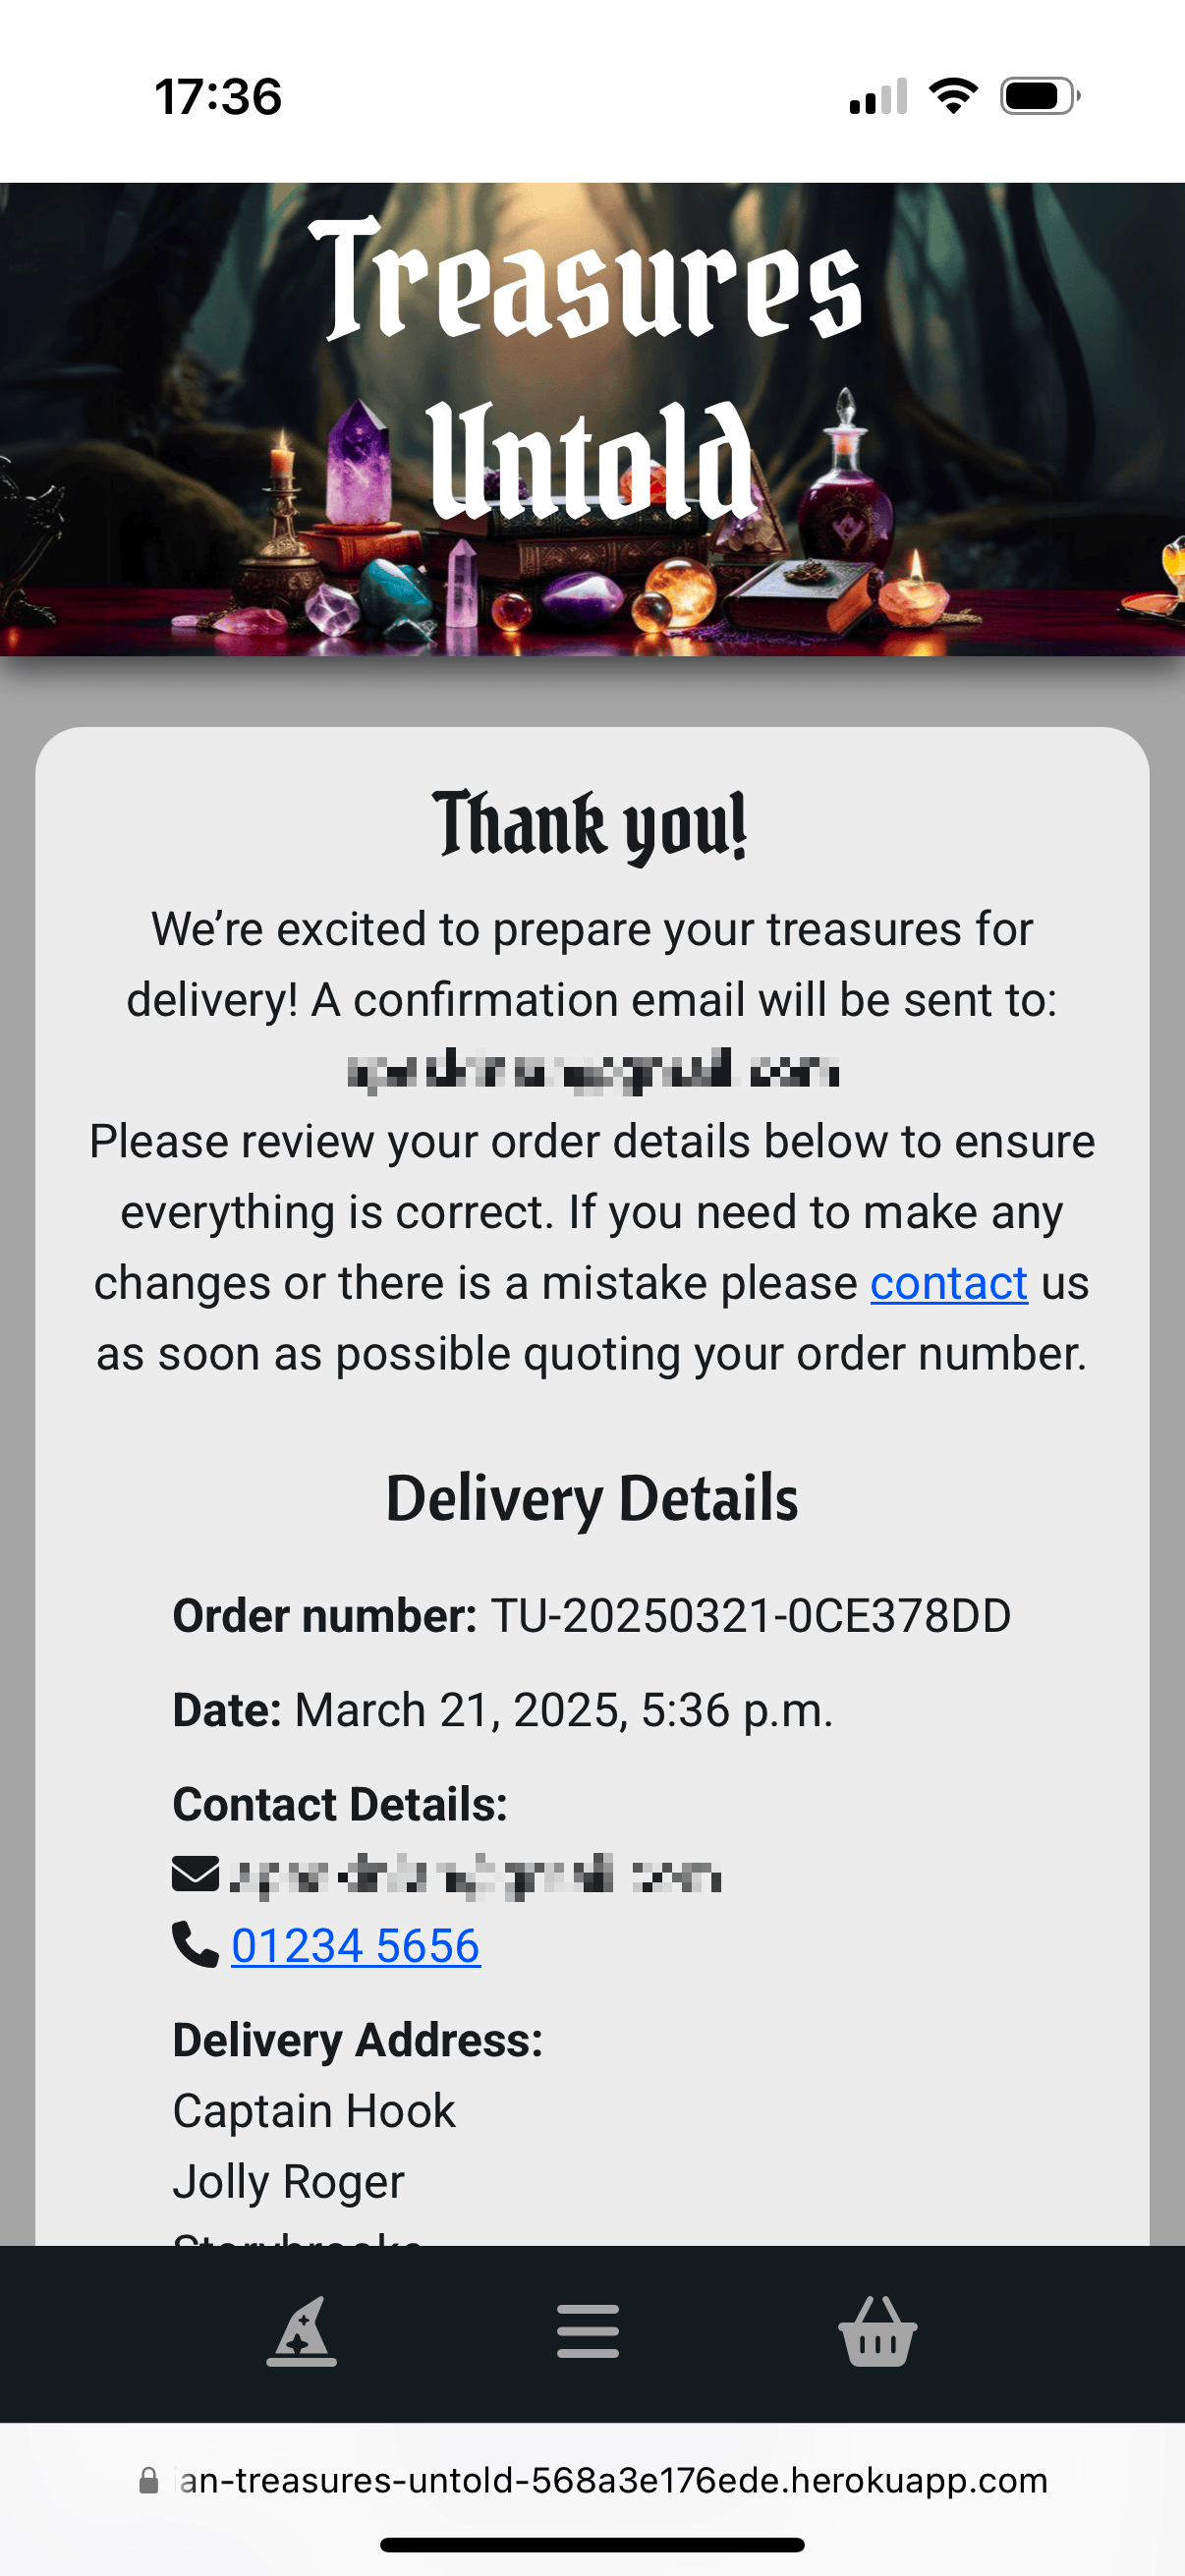 17:36
Treasures
Untold
Thank you!
We’re excited to prepare your treasures for
delivery! A confirmation email will be sent to:
Please review your order details below to ensure
everything is correct. If you need to make any
changes or there is a mistake please contact us
as soon as possible quoting your order number.
Delivery Details
Order number: TU-20250321-0CE378DD
Date: March 21, 2025, 5:36 p.m.
Contact Details:
01234 5656
Delivery Address:
Captain Hook
Jolly Roger
an-treasures-untold-568a3e176ede.herokuapp.com